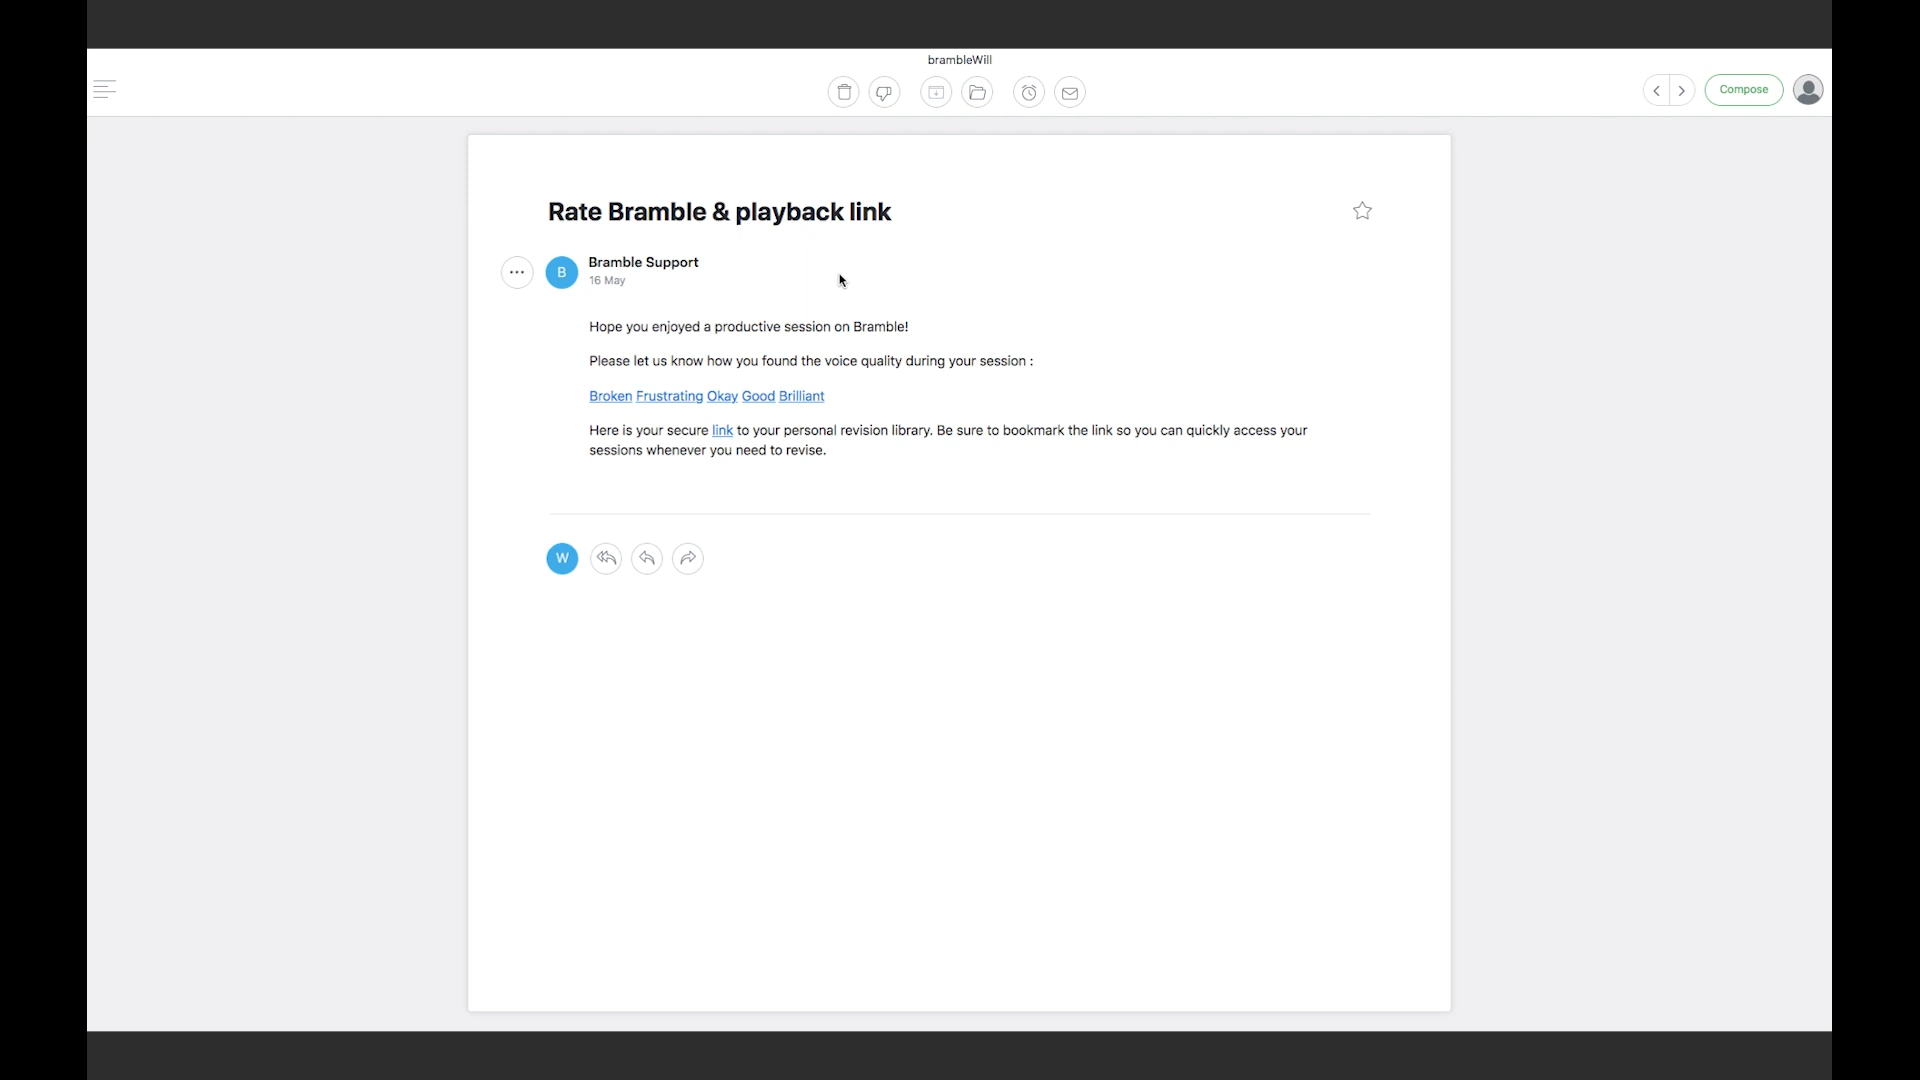 brambleWill
Compose
Rate Bramble & playback link
B
Bramble Support
16 May
Hope you enjoyed a productive session on Bramble!
Please let us know how you found the voice quality during your session :
Broken Frustrating Okay Good Brilliant
Here is your secure link to your personal revision library. Be sure to bookmark the link so you can quickly access your
sessions whenever you need to revise.
W